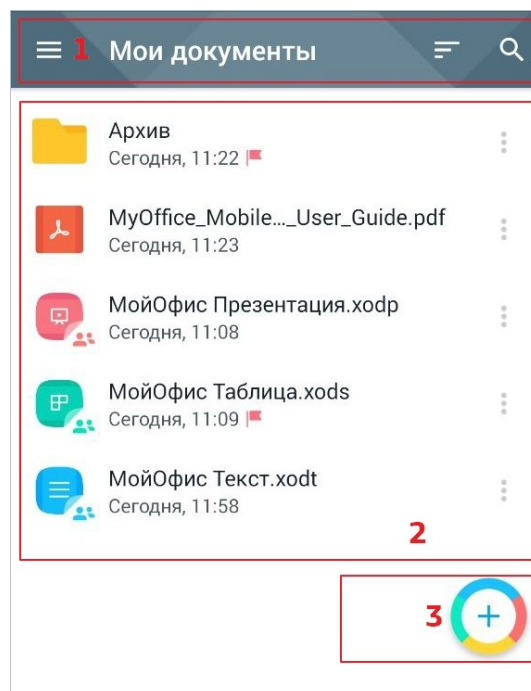 1 Мои документы
Архив
Сегодня, 11:22
MyOffice_Mobile..._User_Guide.pdf
Сегодня, 11:23
МойОфис Презентация.xodp
Сегодня, 11:08
МойОфис Таблица.xods
Сегодня, 11:09
МойОфис Текст.xodt
Сегодня, 11:58
2
3